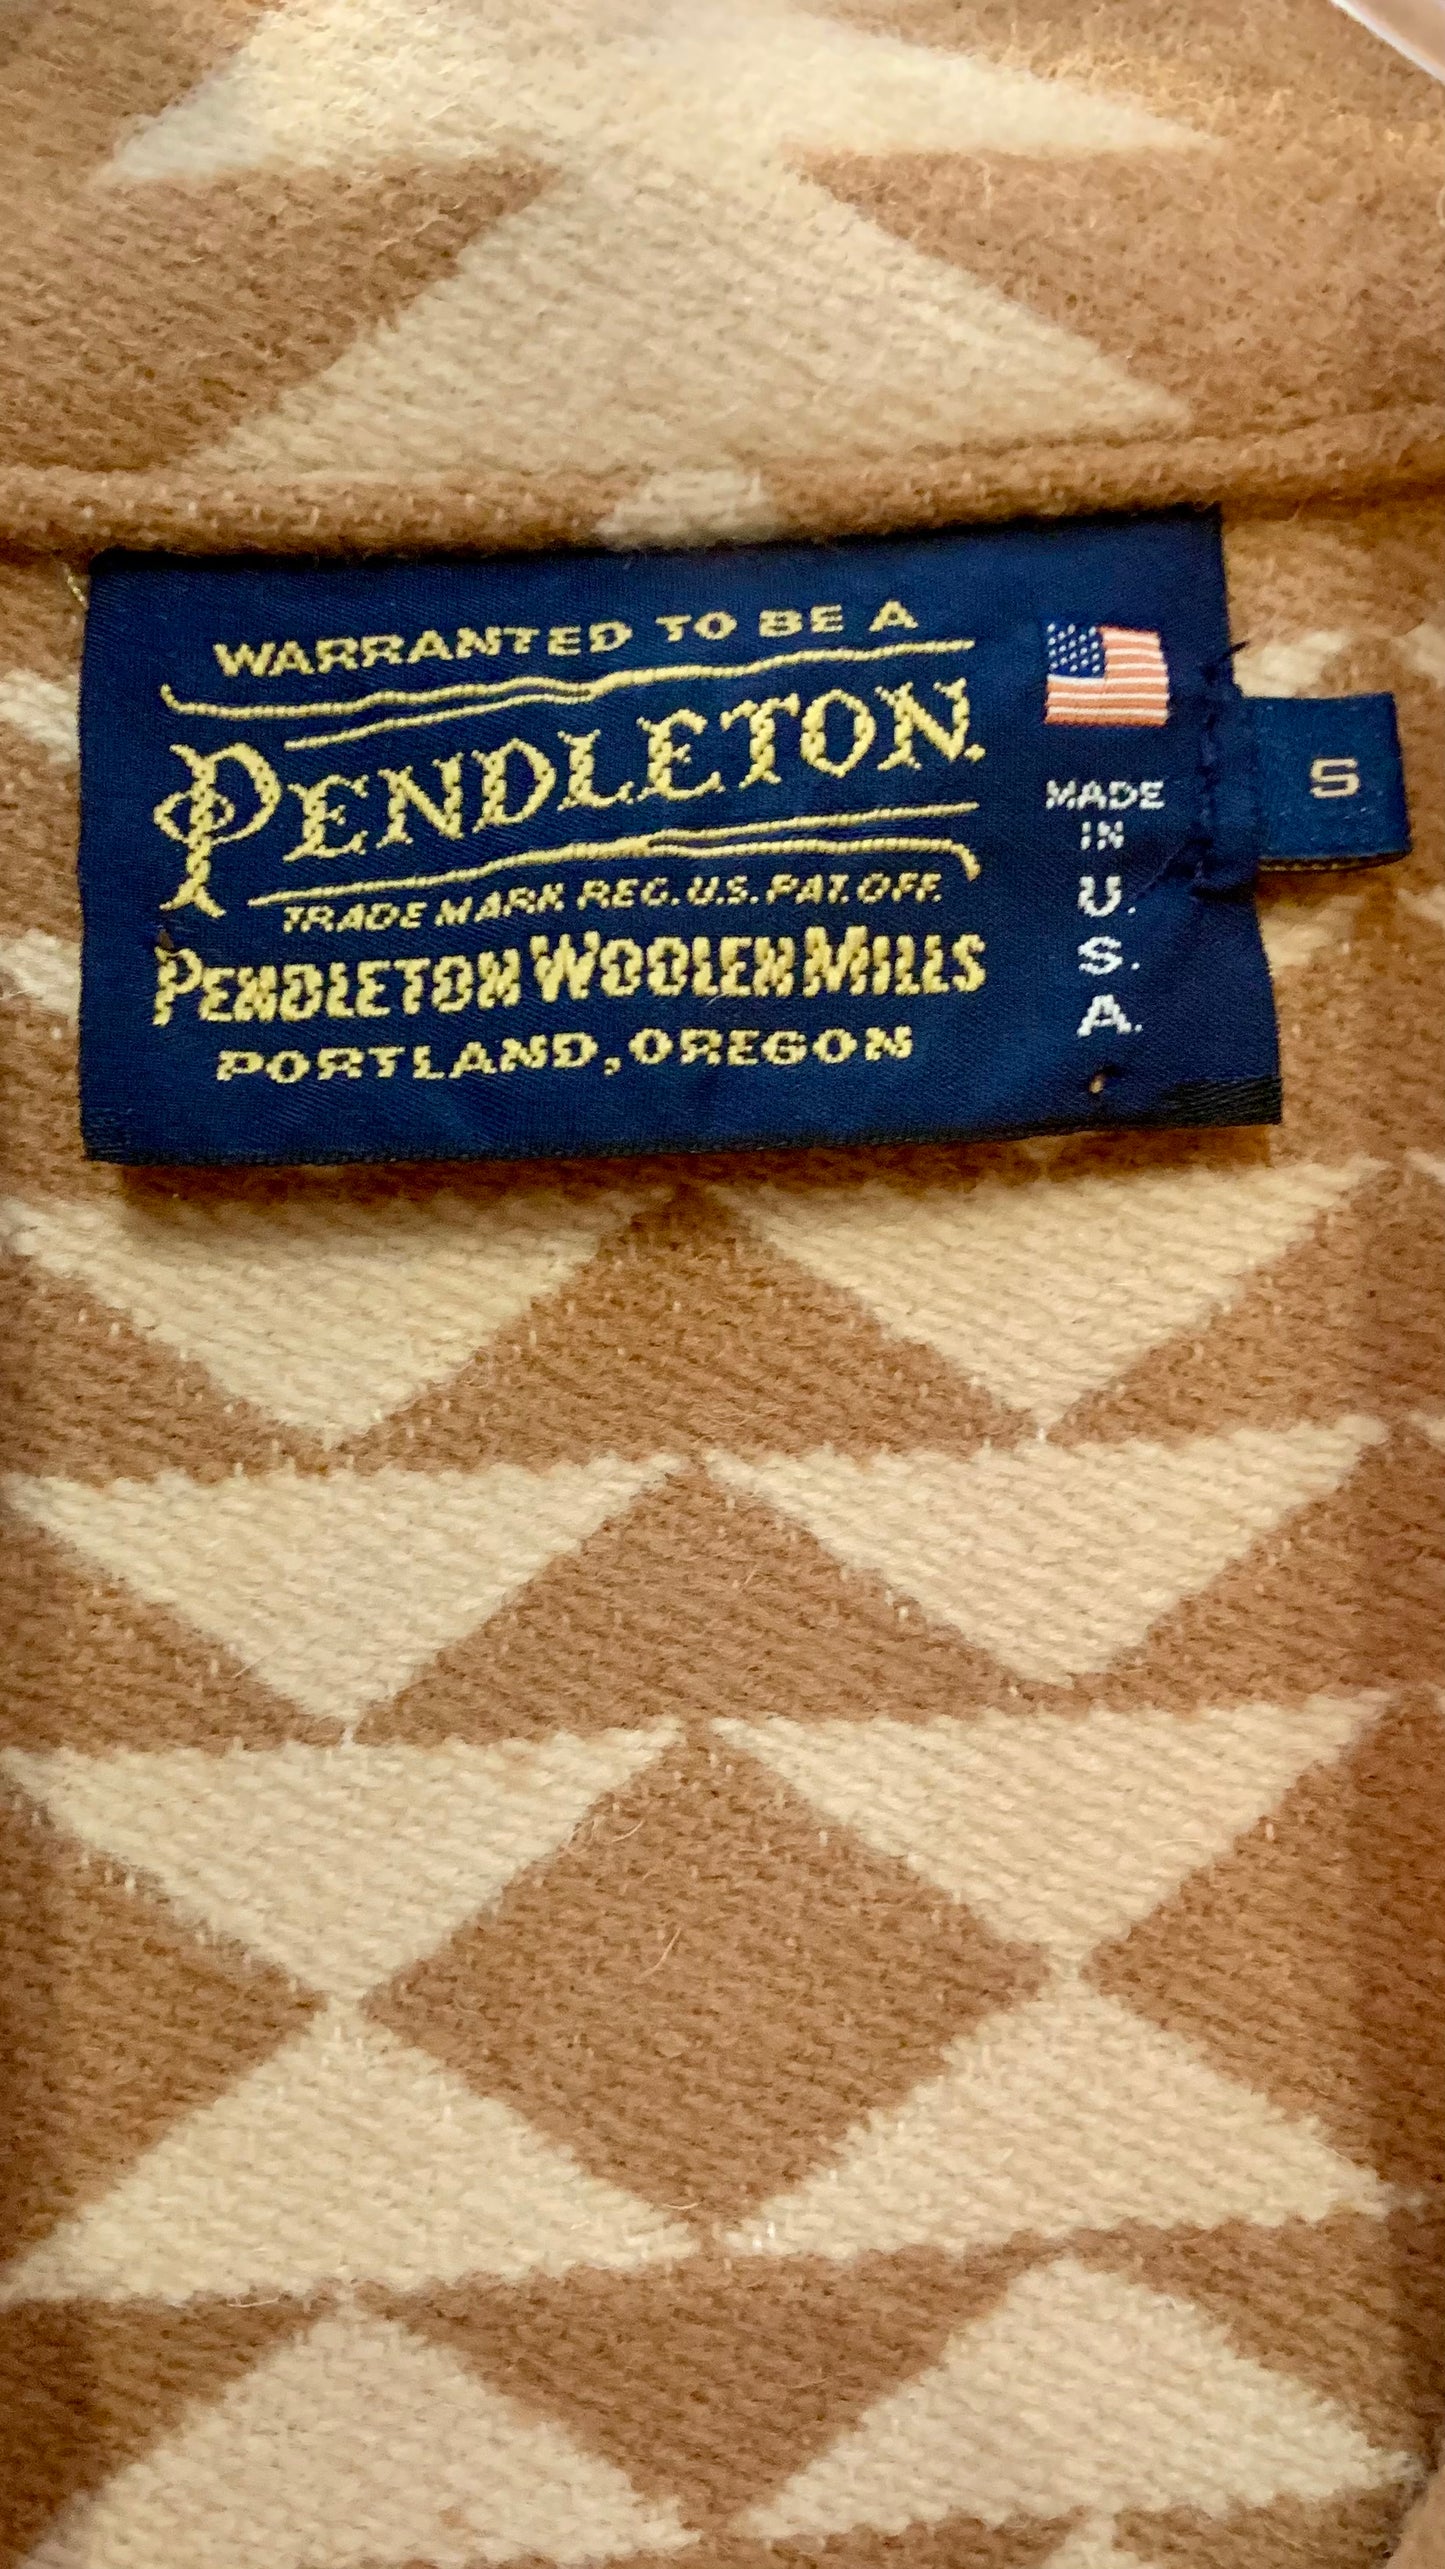 WARRANTED TO BE A
PENDLETON.
TRADE MARK REG. U.S. PAT. OFF.
PENDLETON WOOLEN MILLS
PORTLAND, OREGON
MADE
IN
U.
S.
A.
S